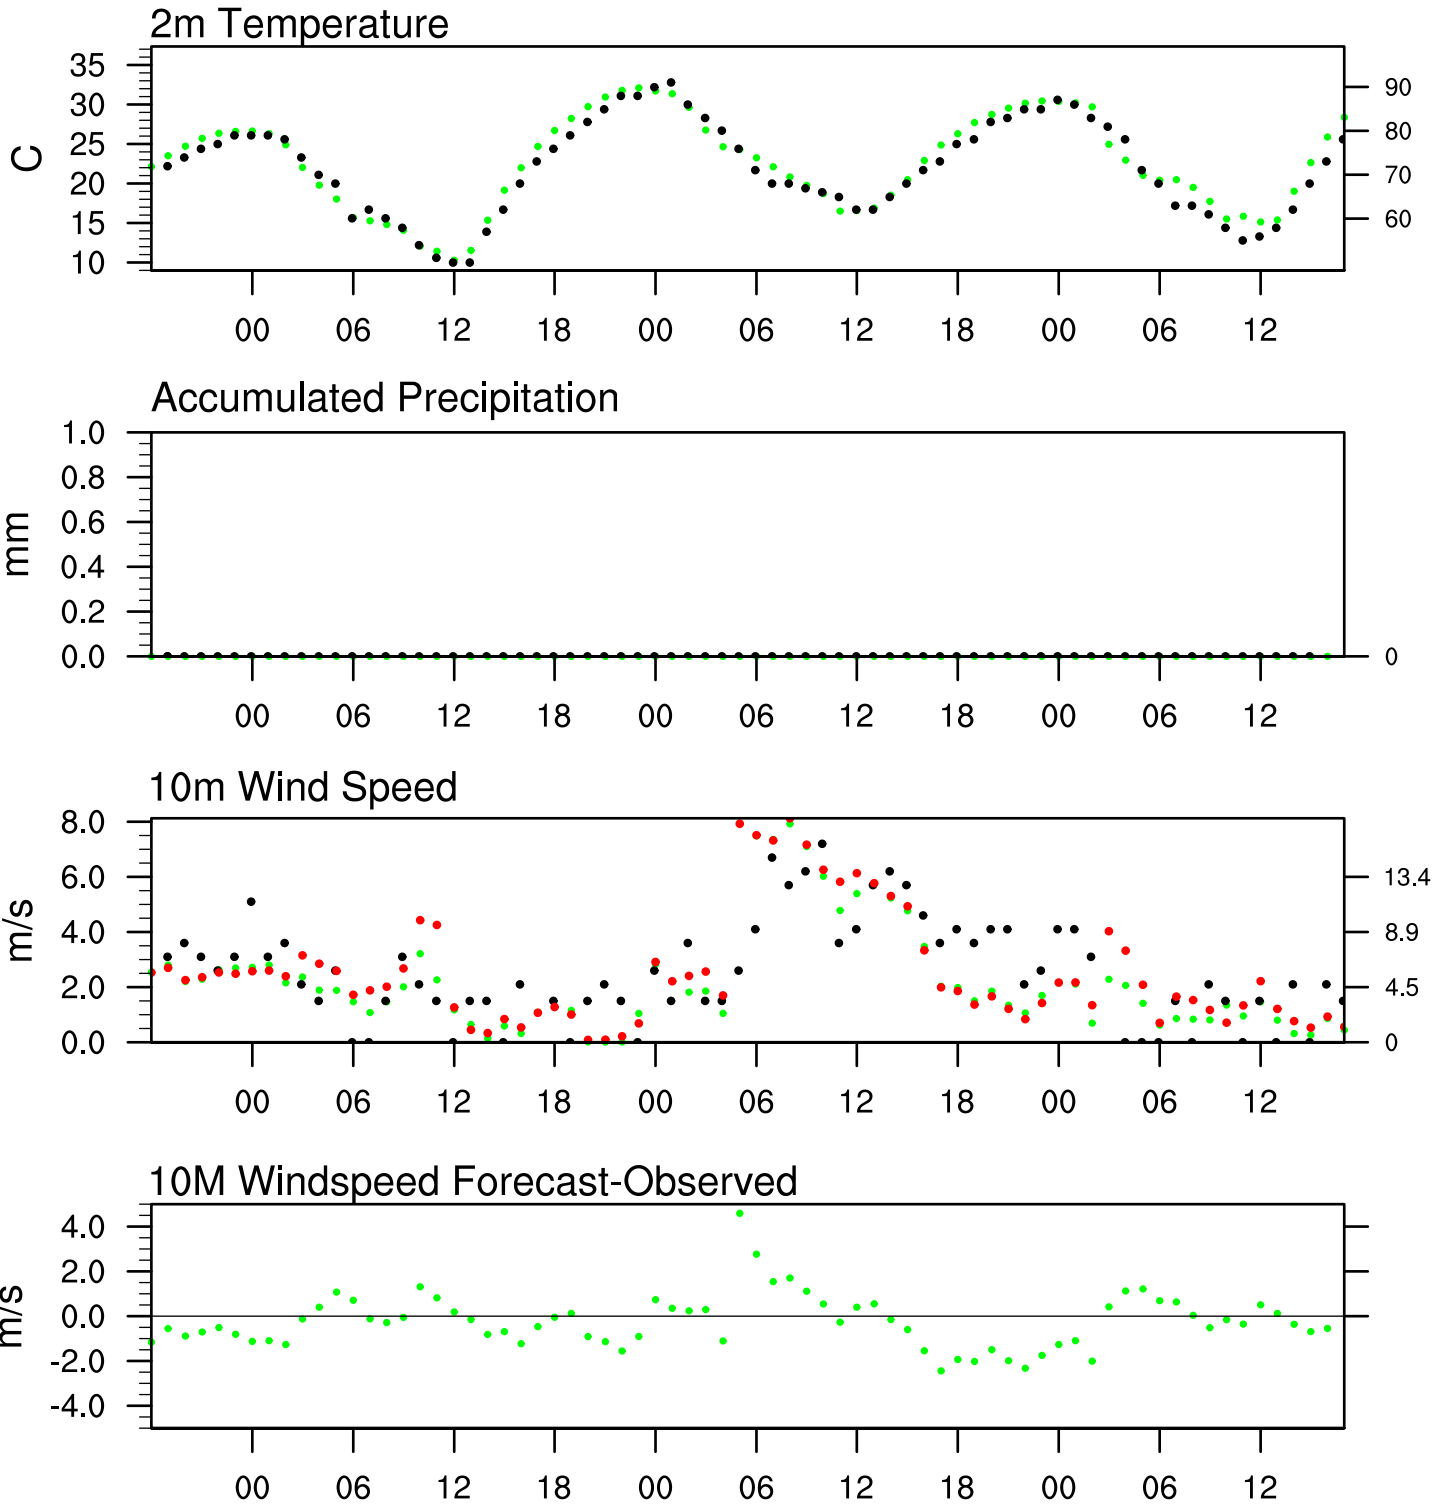 2m Temperature
35
30
25
20
15
10
C
90
80
70
60
00 06 12 18 00 06 12 18 00 06 12
Accumulated Precipitation
1.0
0.8
0.6
0.4
0.2
0.0
mm
0
00 06 12 18 00 06 12 18 00 06 12
10m Wind Speed
8.0
6.0
4.0
2.0
0.0
m/s
13.4
8.9
4.5
0
00 06 12 18 00 06 12 18 00 06 12
10M Windspeed Forecast-Observed
4.0
2.0
0.0
-2.0
-4.0
m/s
00 06 12 18 00 06 12 18 00 06 12